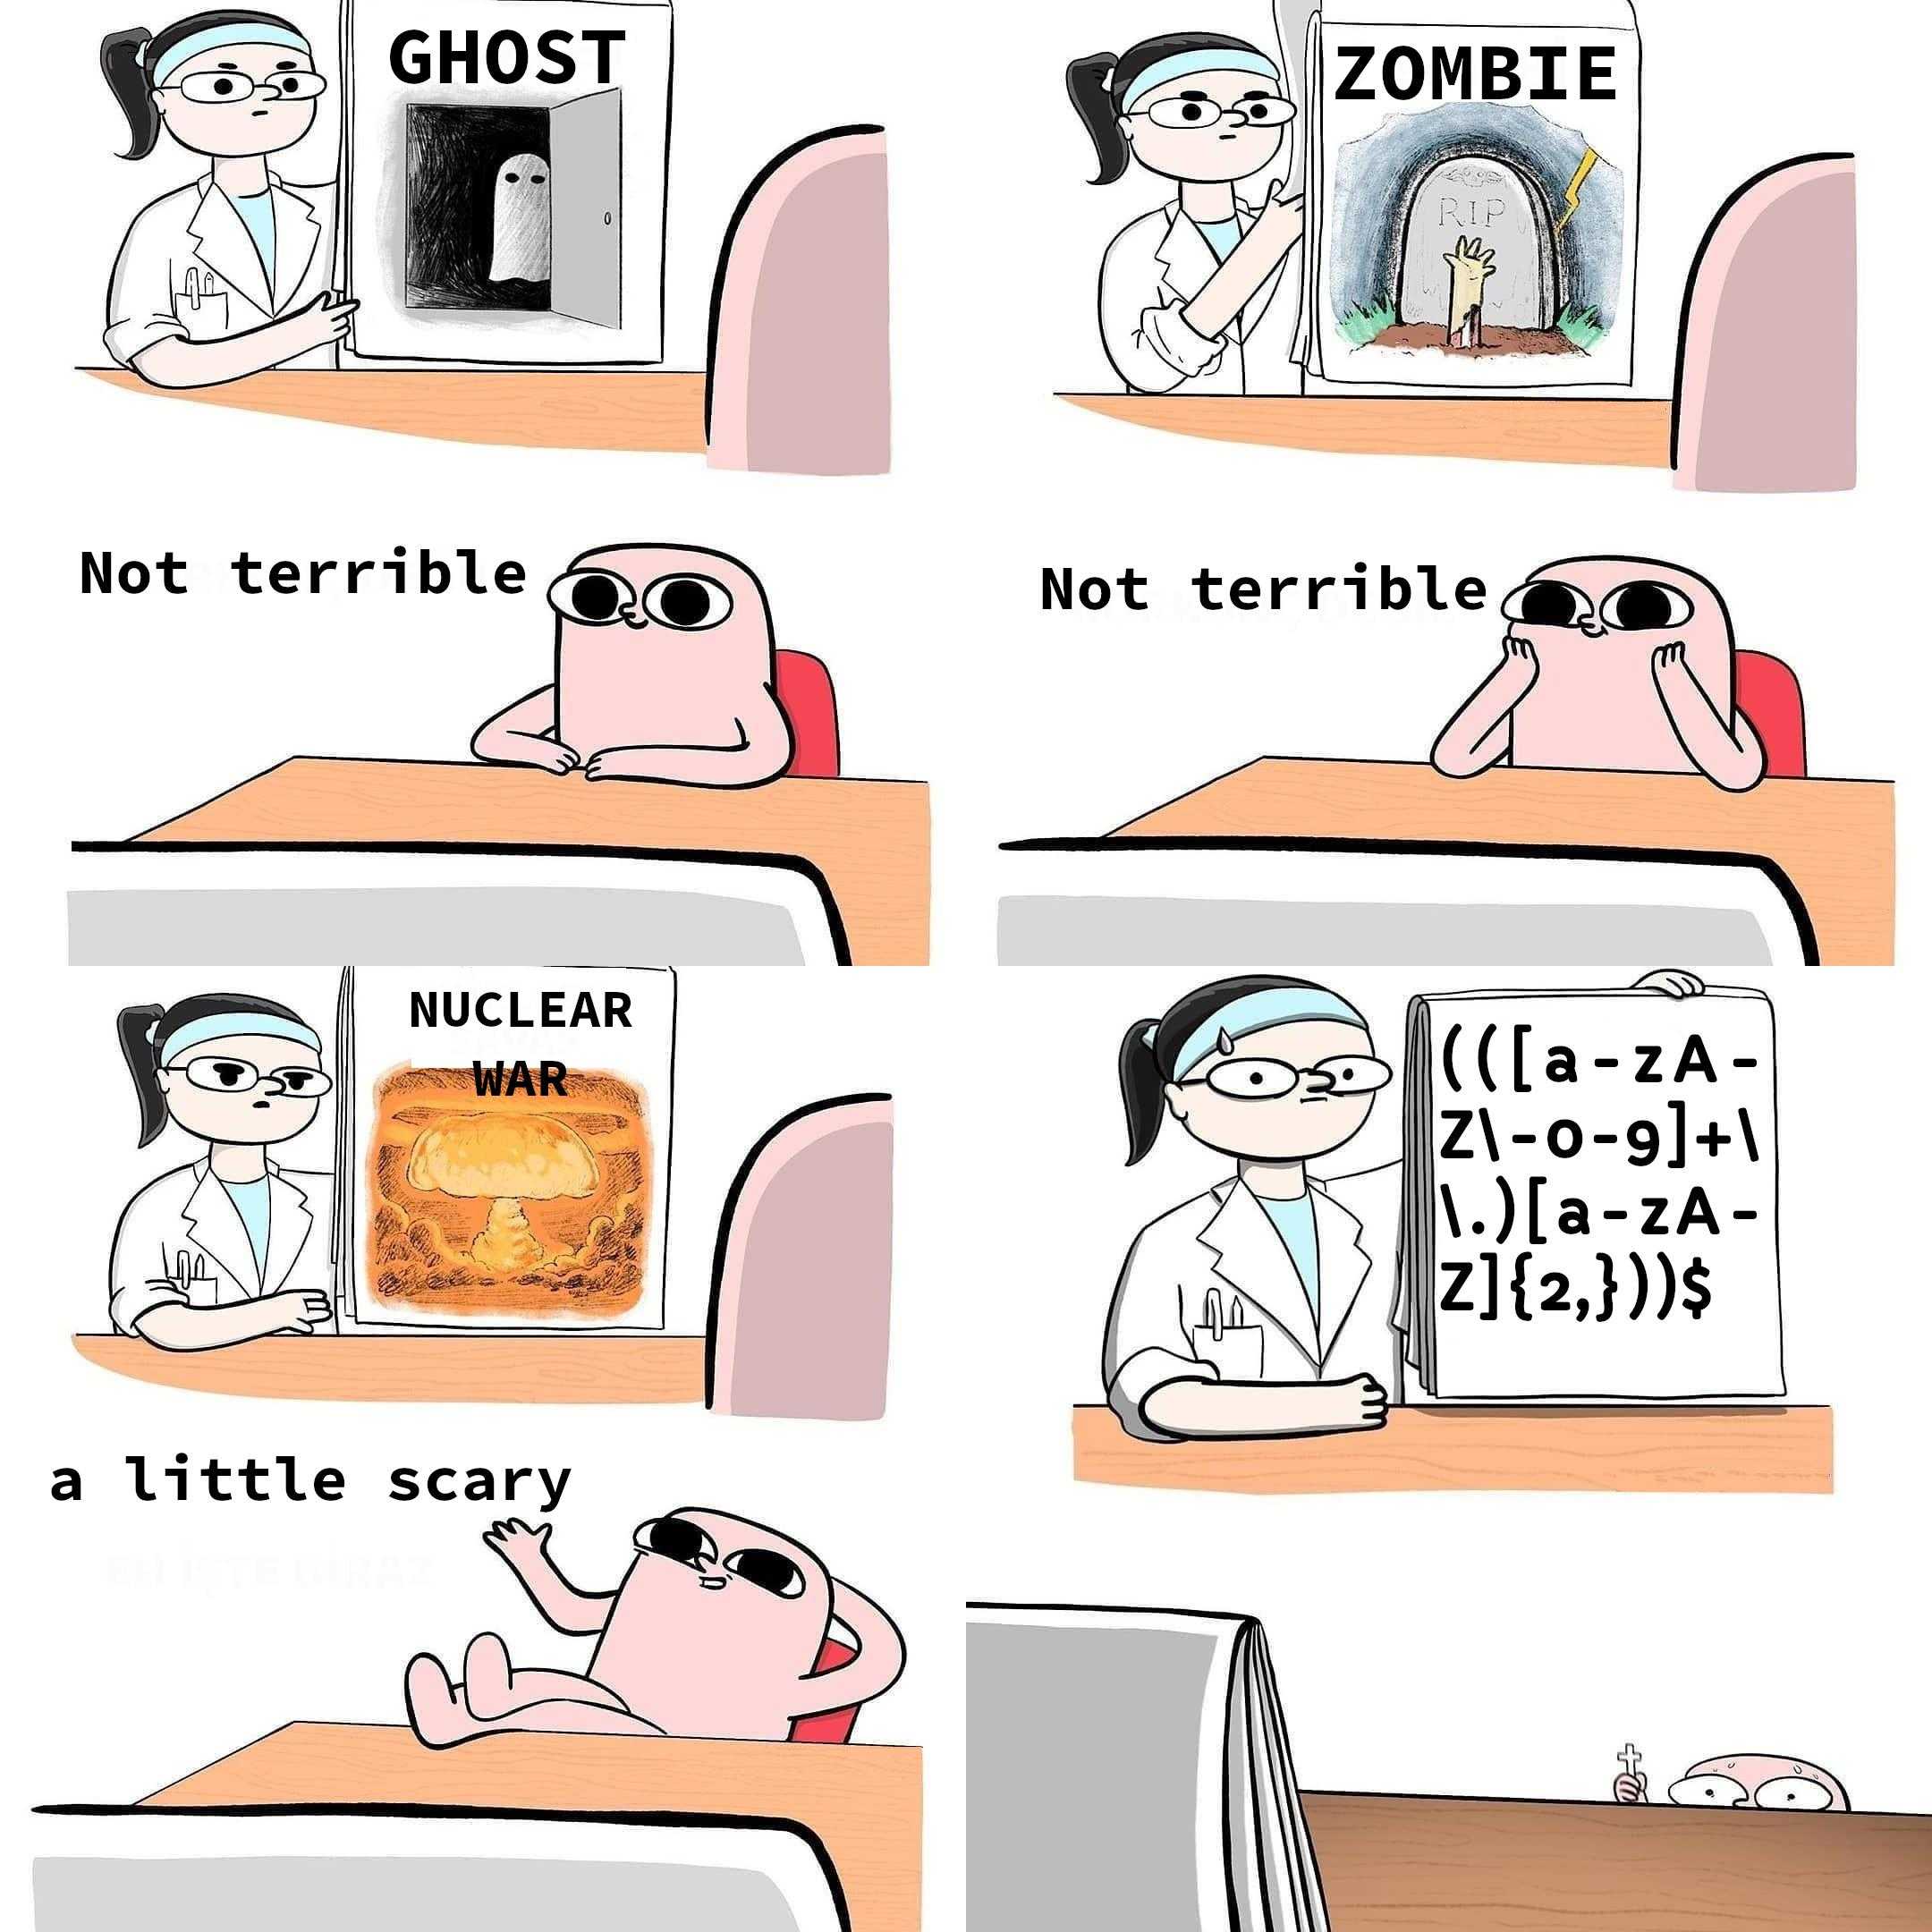 GHOST
ZOMBIE
RIP
Not terrible
Not terrible
NUCLEAR
WAR
a little scary
(([a-zA-
Z\-0-9]+\
\.)[a-zA-
Z]{2,}))$